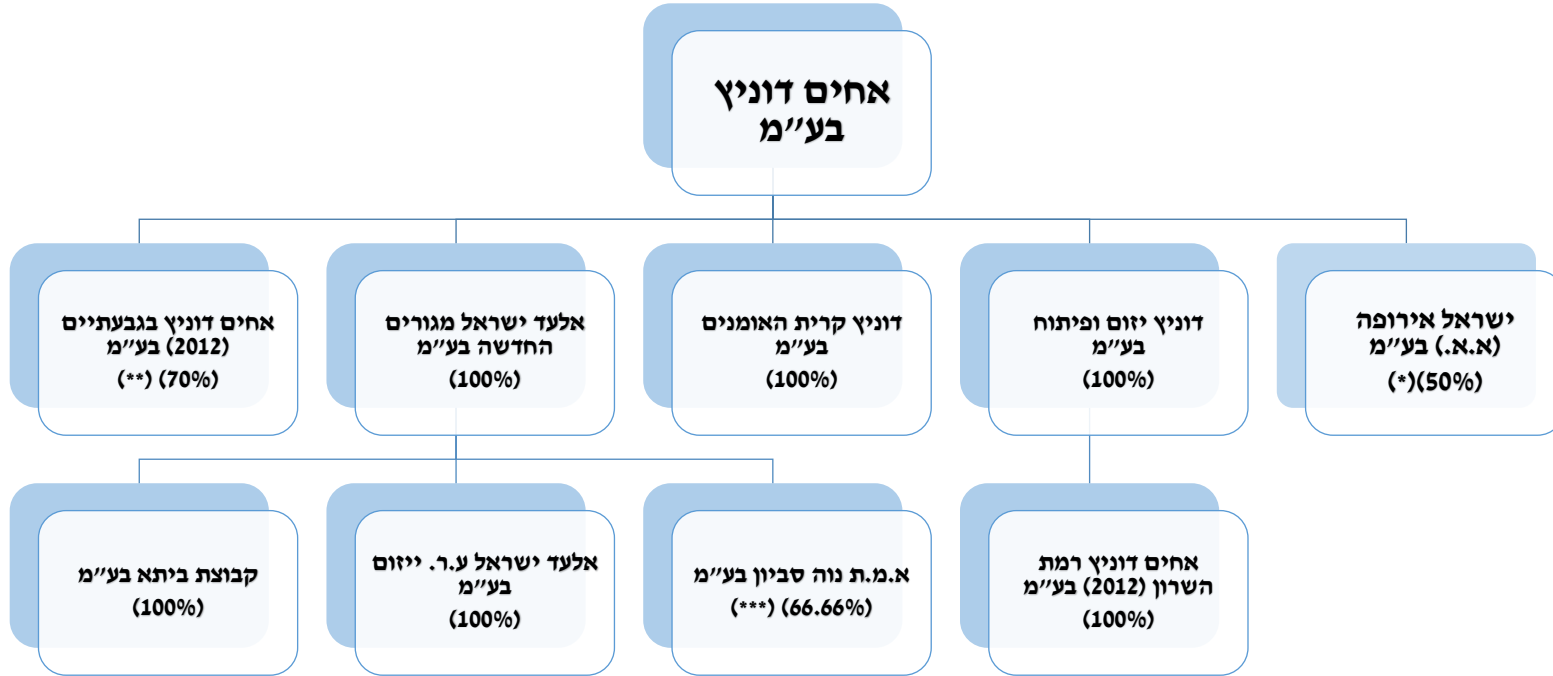 אחים דוניץ
בע״מ
ישראל אירופה
(א.א.) בע״מ
(50%)(*)
דוניץ יזום ופיתוח
בע״מ
(100%)
דוניץ קרית האומנים
בע״מ
(100%)
אלעד ישראל מגורים
החדשה בע״מ
(100%)
אחים דוניץ בגבעתיים
(2012) בע״מ
(70%) (**)
אחים דוניץ רמת
השרון (2012) בע״מ
(100%)
א.מ.ת נוה סביון בע״מ
(66.66%) (***)
אלעד ישראל ע.ר. ייזום
בע״מ
(100%)
קבוצת ביתא בע״מ
(100%)